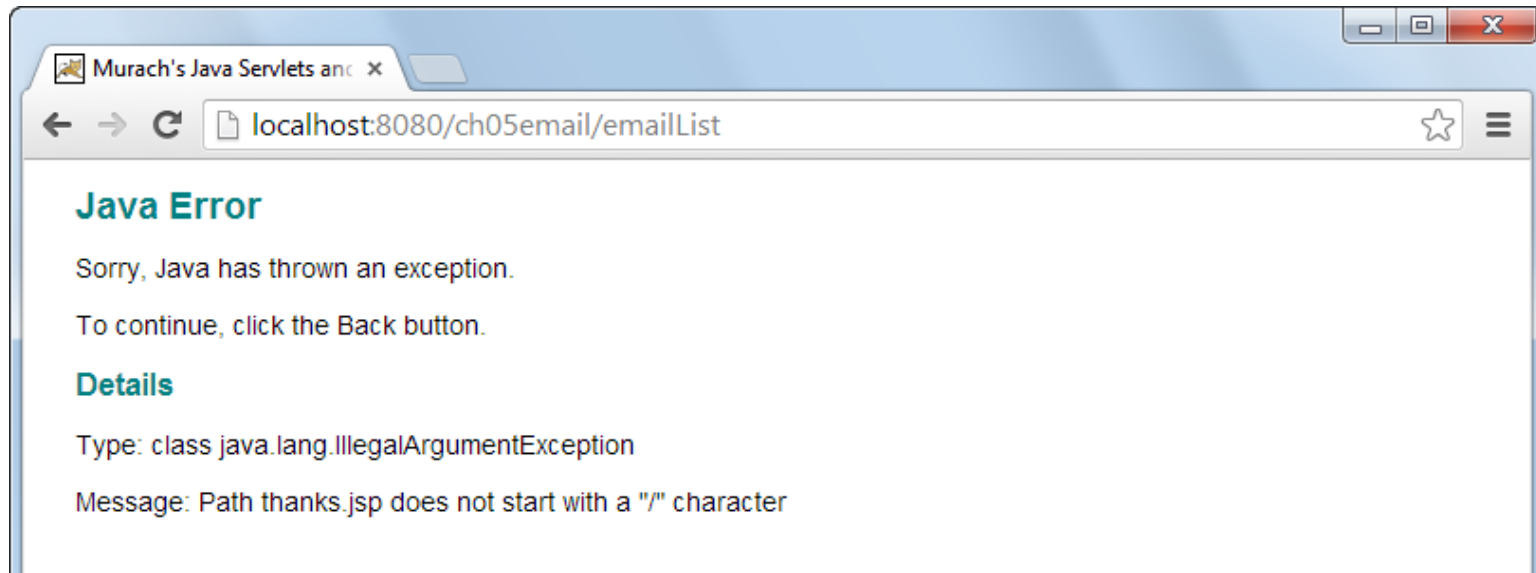 Murach's Java Servlets and
localhost:8080/ch05email/emailList
Java Error
Sorry, Java has thrown an exception.
To continue, click the Back button.
Details
Type: class java.lang.IllegalArgumentException
Message: Path thanks.jsp does not start with a "/" character